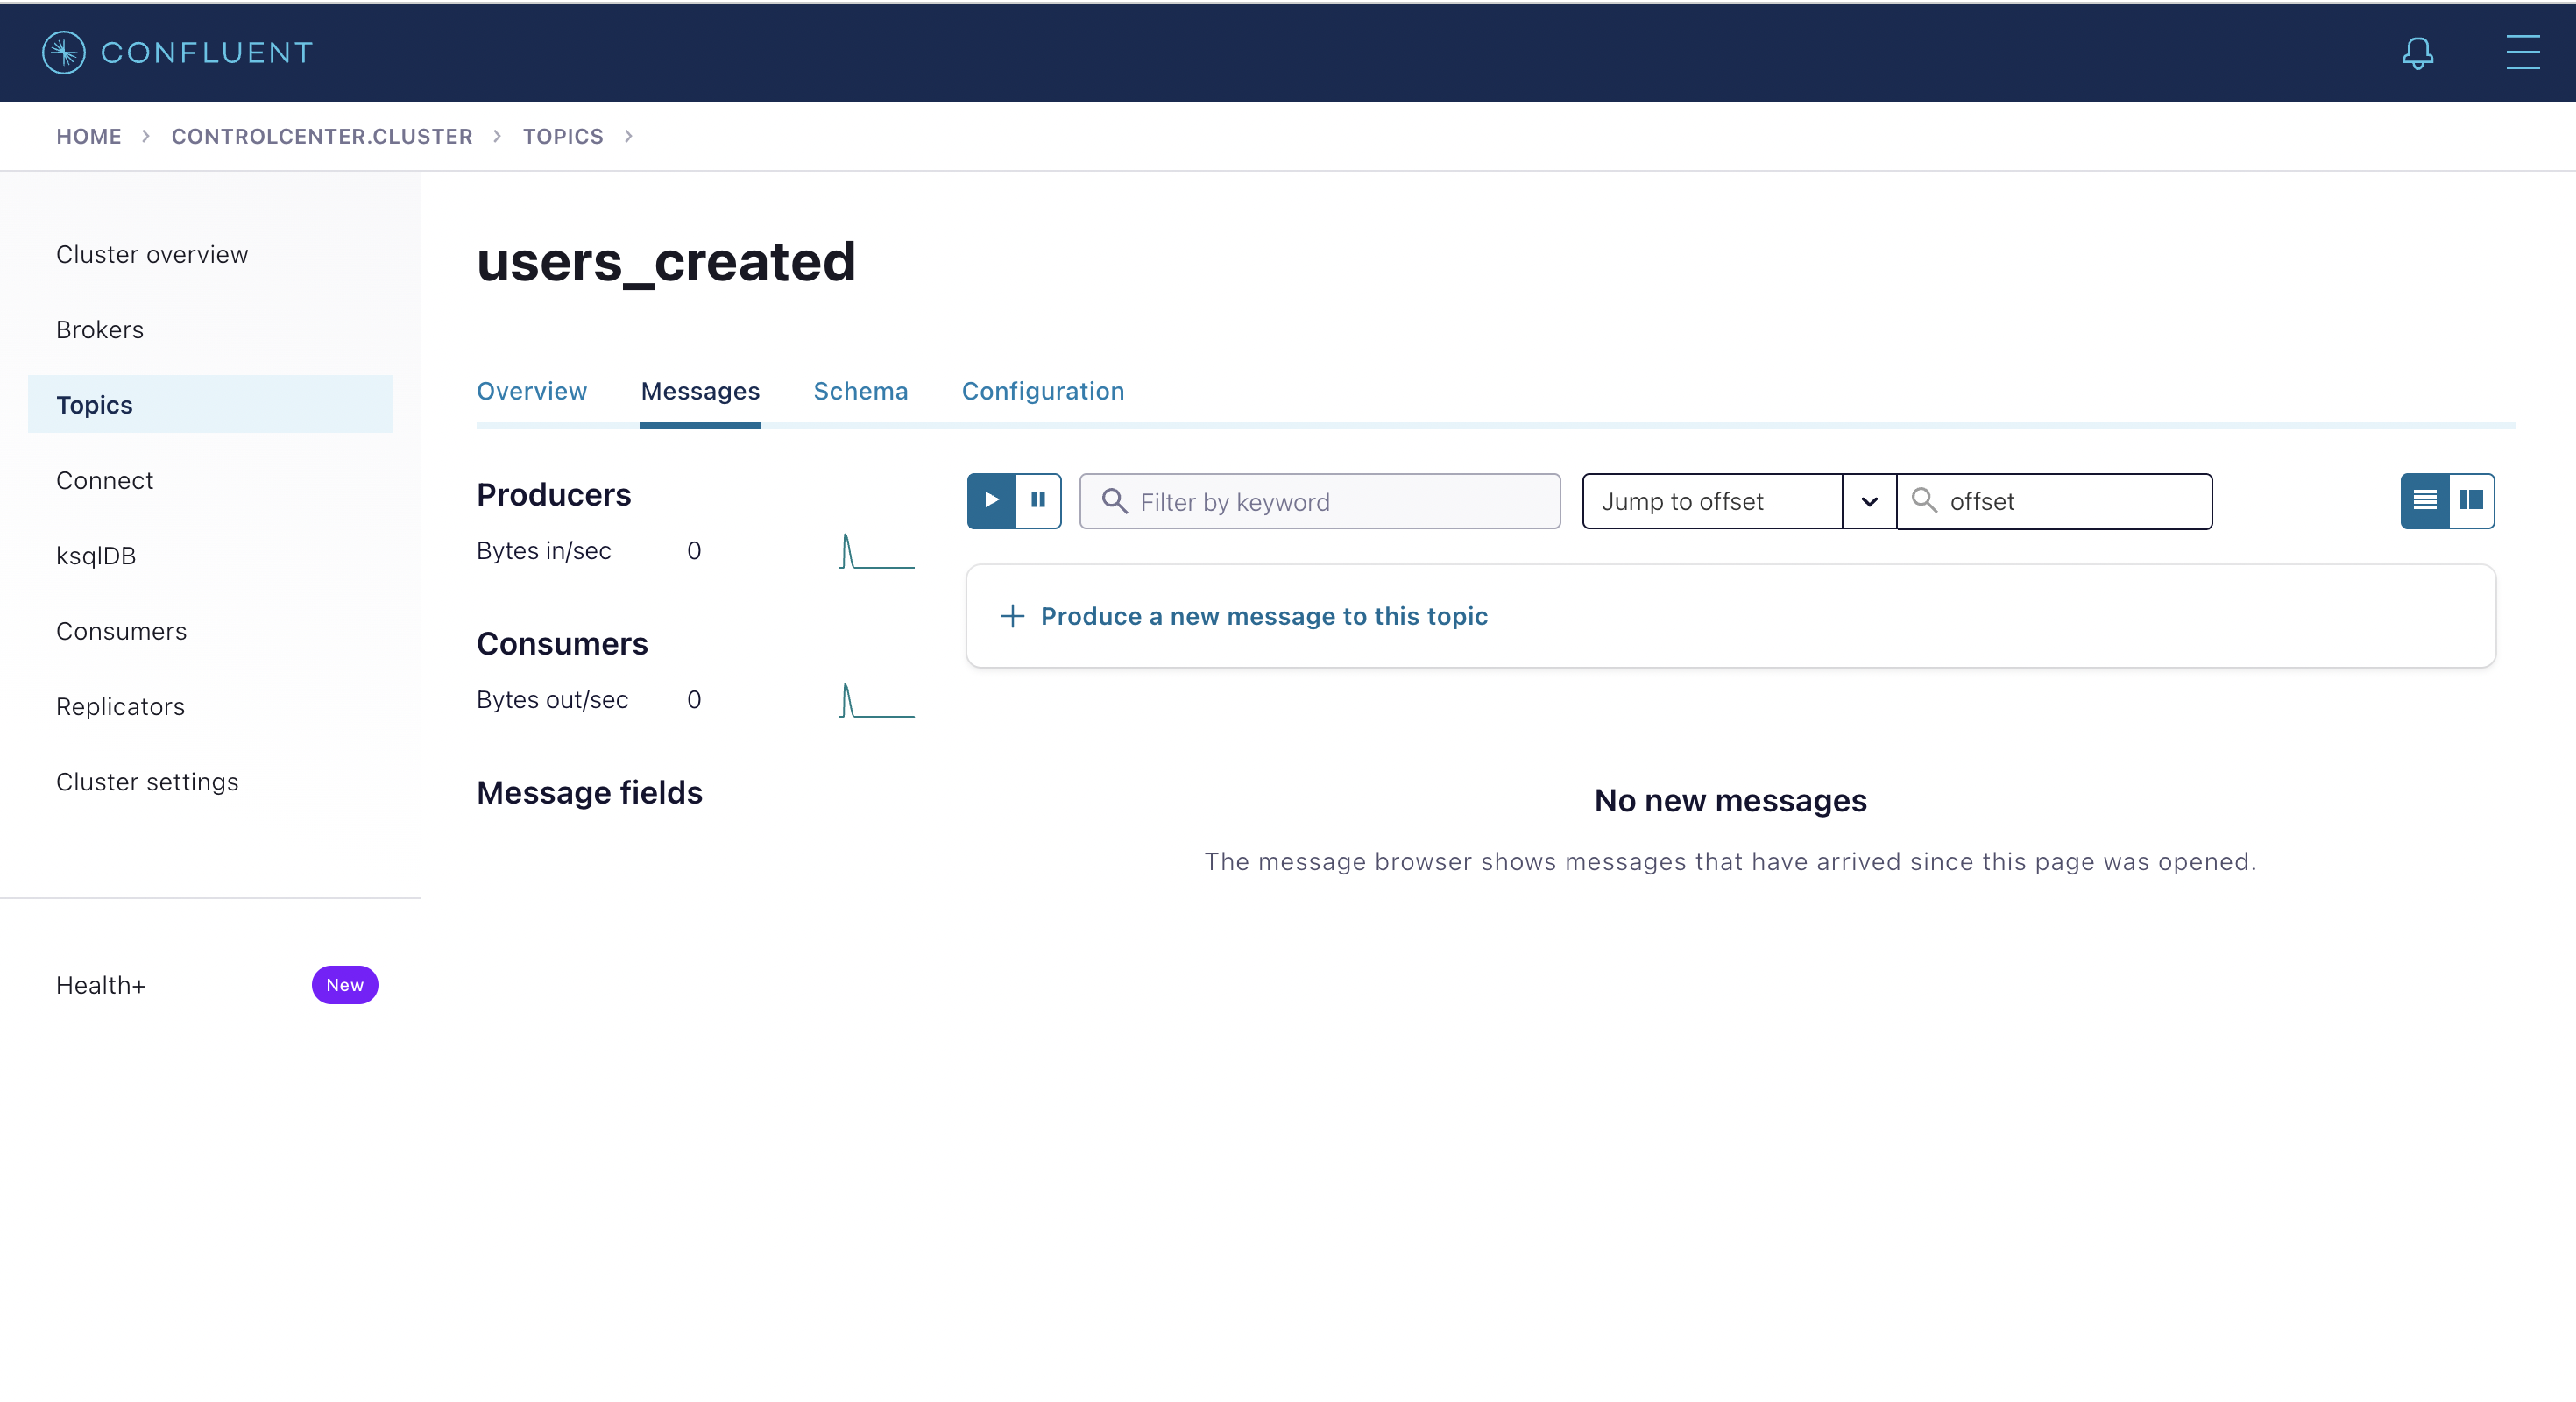 CONFLUENT
HOME > CONTROLCENTER.CLUSTER > TOPICS >
Cluster overview
Brokers
Topics
Connect
ksqlDB
Consumers
Replicators
Cluster settings
Health+ New
users_created
Overview Messages Schema Configuration
Producers
Bytes in/sec 0
Consumers
Bytes out/sec 0
Message fields
Filter by keyword Jump to offset offset
Produce a new message to this topic
No new messages
The message browser shows messages that have arrived since this page was opened.